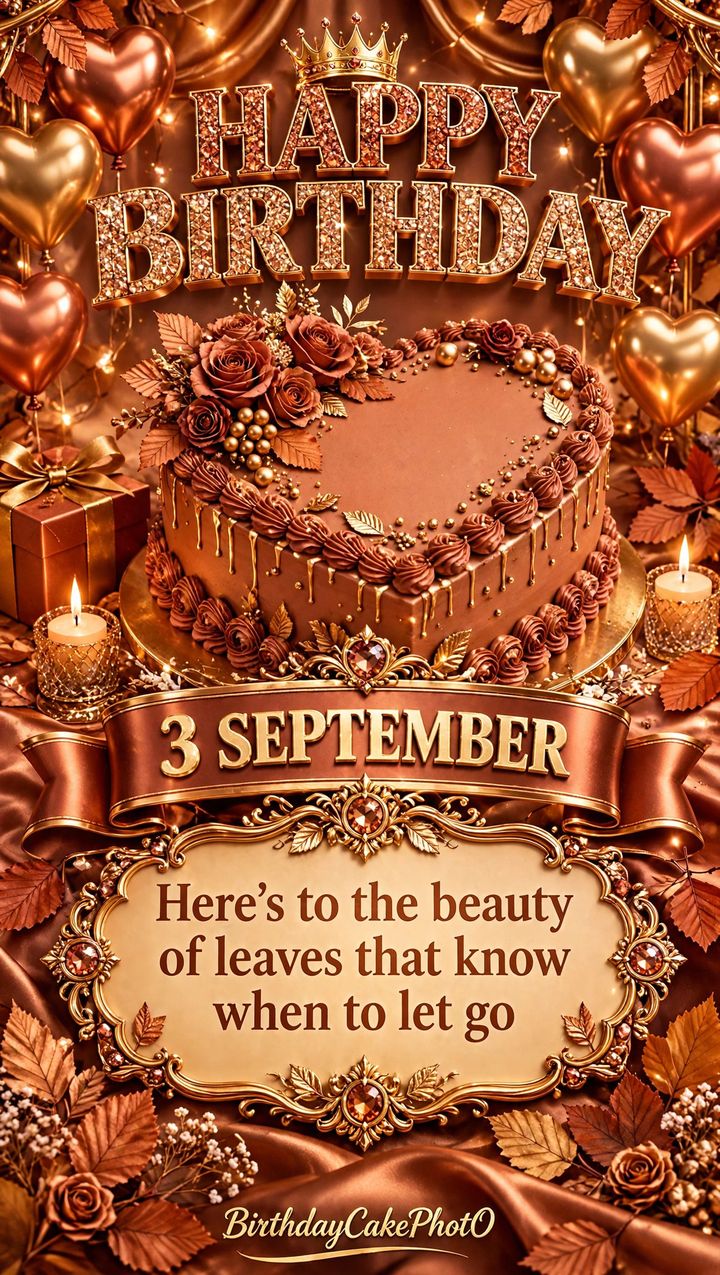 HAPPY
BIRTHDAY
3 SEPTEMBER
Here's to the beauty
of leaves that know
when to let go
BirthdayCakePhotO